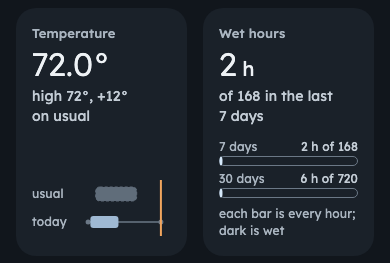 Temperature
72.0°
high 72°, +12°
on usual
usual
today
Wet hours
2 h
of 168 in the last
7 days
7 days 2 h of 168
30 days 6 h of 720
each bar is every hour;
dark is wet